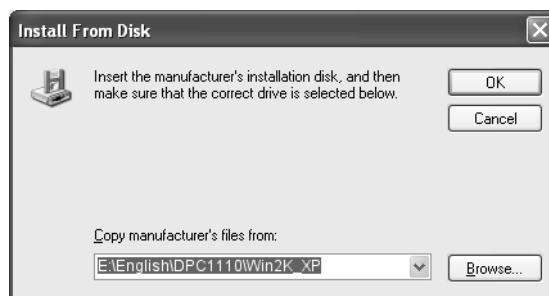 Install From Disk
Insert the manufacturer's installation disk, and then
make sure that the correct drive is selected below.
OK
Cancel
Copy manufacturer's files from:
E:\English\DPC1110\Win2K_XP
Browse...